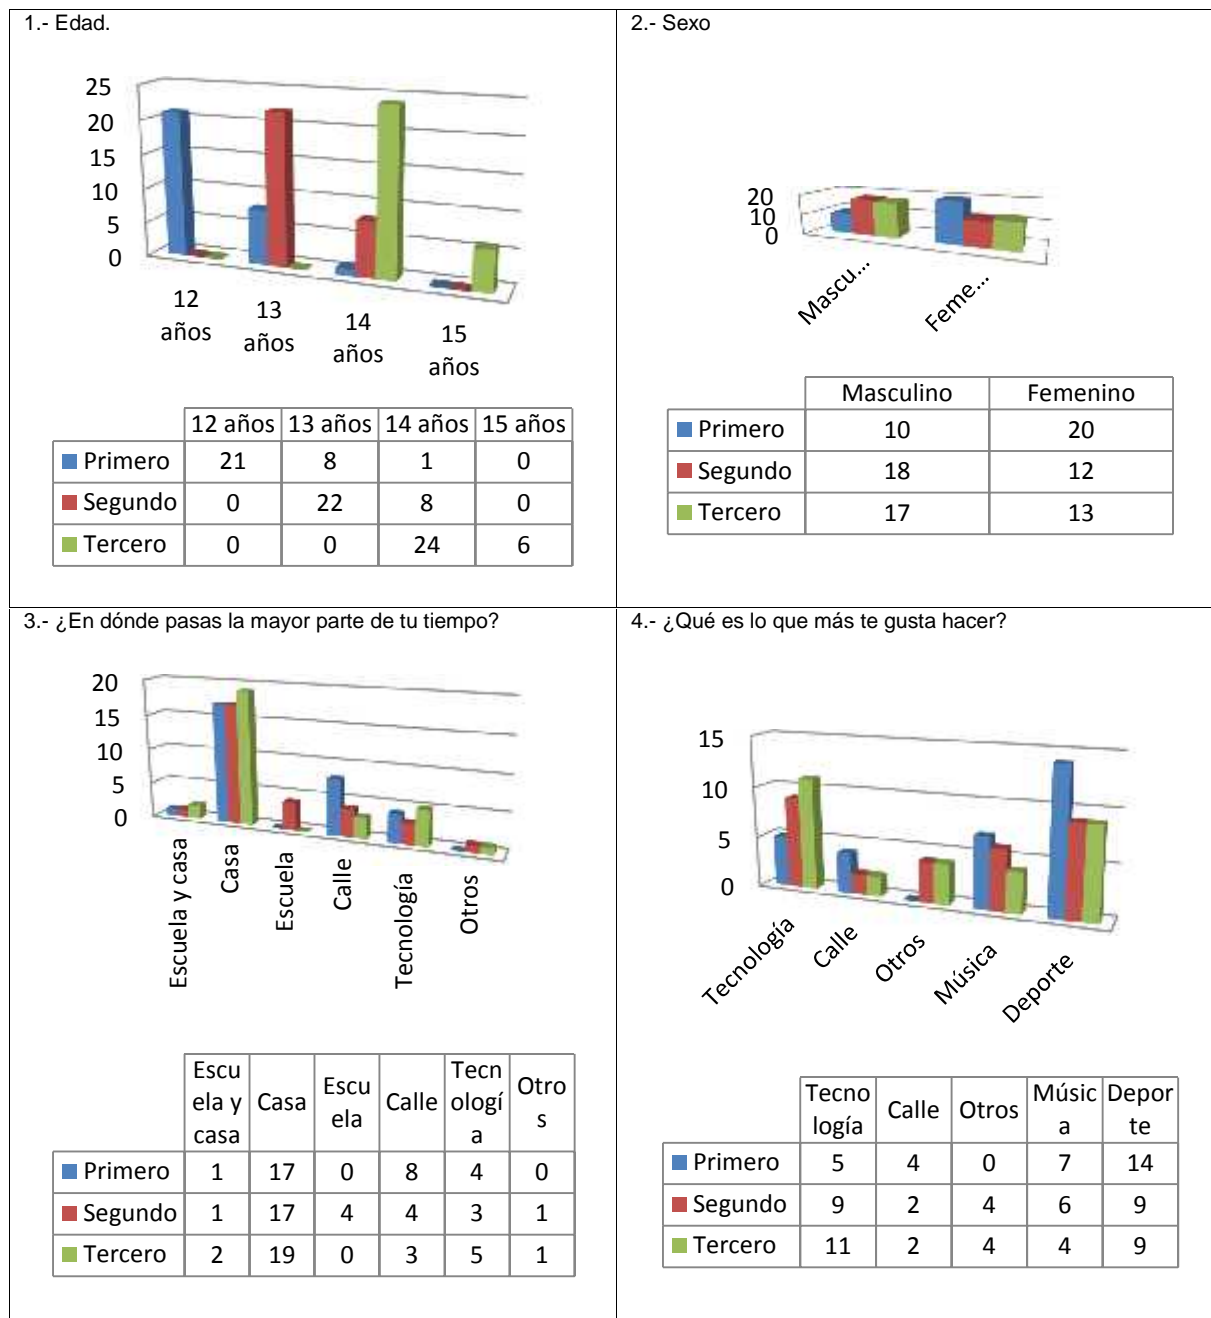 1.- Edad.
25
20
15
10
5
0
12
años
13
años
14
años
15
años
12 años 13 años 14 años 15 años
Primero 21 8 1 0
Segundo 0 22 8 0
Tercero 0 0 24 6
2.- Sexo
20
10
0
Mascu...
Feme...
Masculino Femenino
Primero 10 20
Segundo 18 12
Tercero 17 13
3.- ¿En dónde pasas la mayor parte de tu tiempo?
20
15
10
5
0
Escuela y casa
Casa
Escuela
Calle
Tecnología
Otros
Escu
ela y
casa
Casa
Escu
ela
Calle
Tecn
ologí
a
Otro
s
Primero 1 17 0 8 4 0
Segundo 1 17 4 4 3 1
Tercero 2 19 0 3 5 1
4.- ¿Qué es lo que más te gusta hacer?
15
10
5
0
Tecnología
Calle
Otros
Música
Deporte
Tecno
logía
Calle
Otros
Músic
a
Depor
te
Primero 5 4 0 7 14
Segundo 9 2 4 6 9
Tercero 11 2 4 4 9